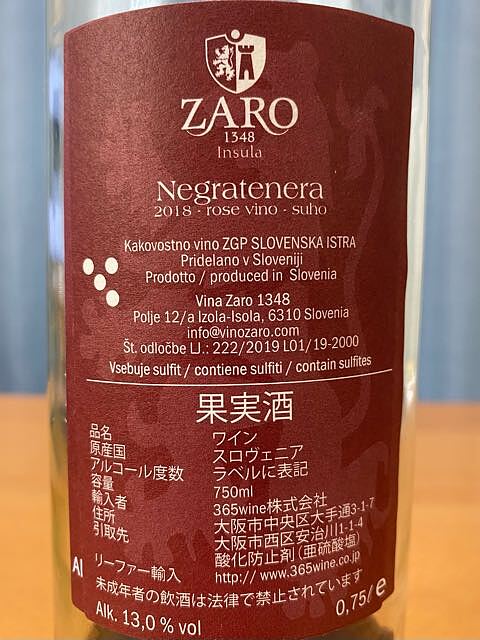 ZARO
1348
Insula
Negratenera
2018 - rose vino - suho
Kakovostno vino ZGP SLOVENSKA ISTRA
Pridelano v Sloveniji
Prodotto / produced in Slovenia
Vina Zaro 1348
Polje 12/a Izola-Isola, 6310 Slovenia
info@vinozaro.com
Št. odločbe LJ.: 222/2019 L01/19-2000
Vsebuje sulfit / contiene sulfiti / contain sulfites
果実酒
品名 ワイン
原産国 スロヴェニア
アルコール度数 ラベルに表記
容量 750ml
輸入者 365wine株式会社
住所 大阪市中央区大手通3-1-7
引取先 大阪市西区安治川1-1-4
酸化防止剤(亜硫酸塩)
リーファー輸入 http://www.365wine.co.jp
未成年者の飲酒は法律で禁止されています
AI
Alk. 13,0 % vol 0,75l e